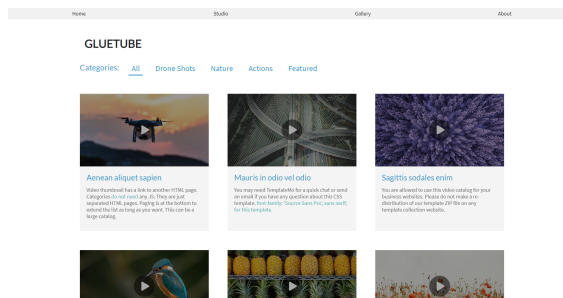 Home Studio Gallery About
GLUETUBE
Categories: All Drone Shots Nature Actions Featured
Aenean aliquet sapien
Video thumbnail has a link to another HTML page.
Categories do not need any JS. They are just
separated HTML pages. Paging is at the bottom to
extend the list as long as you want. This can be a
large catalog.
Mauris in odio vel odio
You may need TemplateMo for a quick chat or send
an email if you have any question about this CSS
template. font family: 'Source Sans Pro', sans serif;
for this template.
Sagittis sodales enim
You are allowed to use this video catalog for your
business websites. Please do not make a re-
distribution of our template ZIP file on any
template collection website.